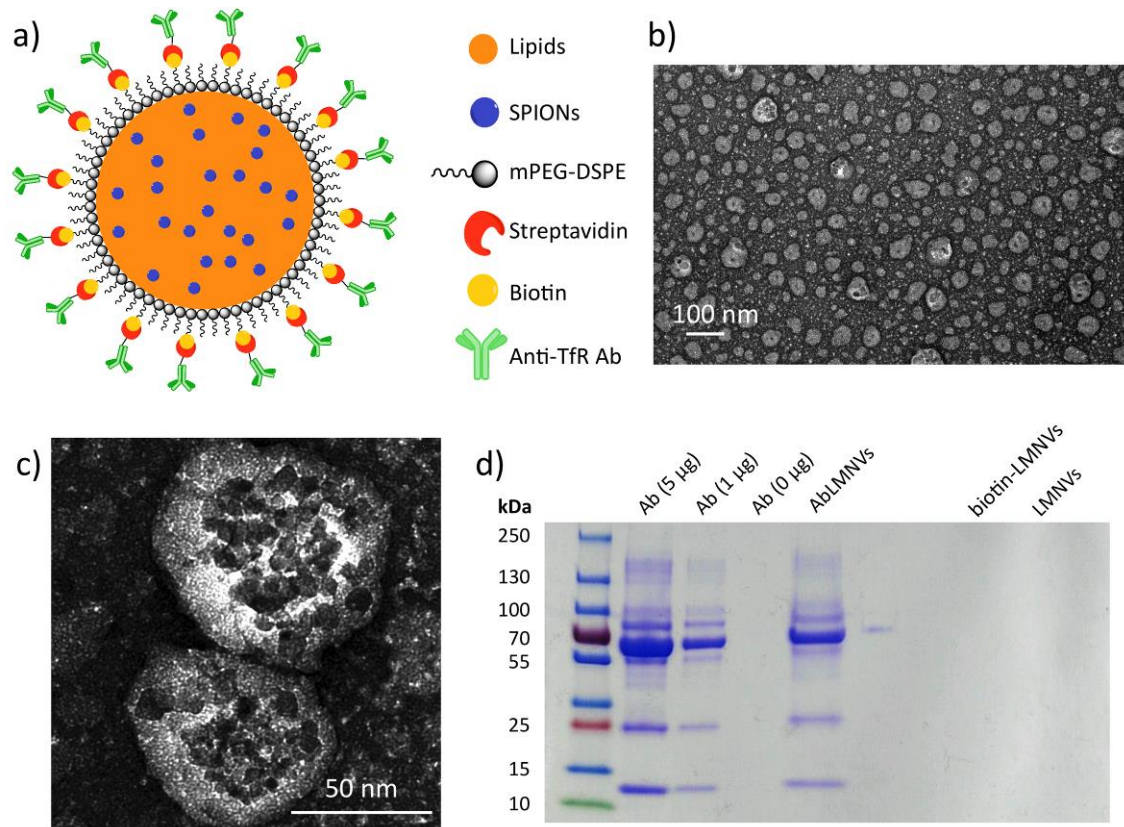 a)
Lipids
SPIONs
mPEG-DSPE
Streptavidin
Biotin
Anti-TfR Ab
b)
100 nm
c)
50 nm
d)
kDa
250
130
100
70
55
25
15
10
Ab (5 µg)
Ab (1 µg)
Ab (0 µg)
AbLMNVs
biotin-LMNVs
LMNVs